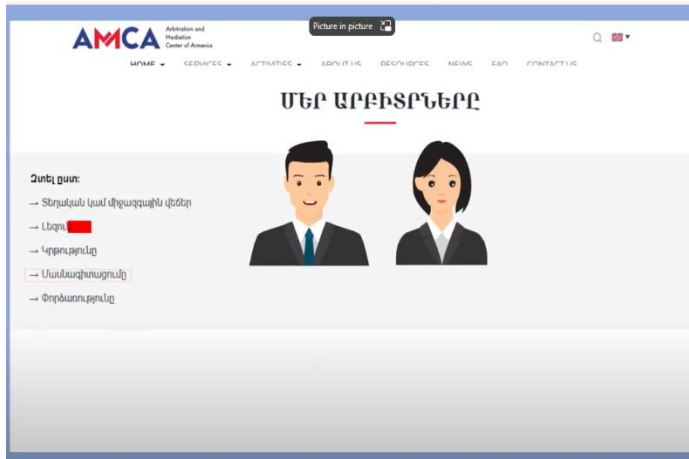 Picture in picture
AMCA
Arbitration and
Mediation
Center of Armenia
HOME SERVICES ACTIVITIES ABOUT US RESOURCES NEWS FAQ CONTACT US
ՄԵՐ ԱՐԲԻՏՐՆԵՐԸ
Զտել ըստ:
→ Տեղական կամ միջազգային վեճեր
→ Կրթությունը
→ Մասնագիտացումը
→ Փորձառությունը